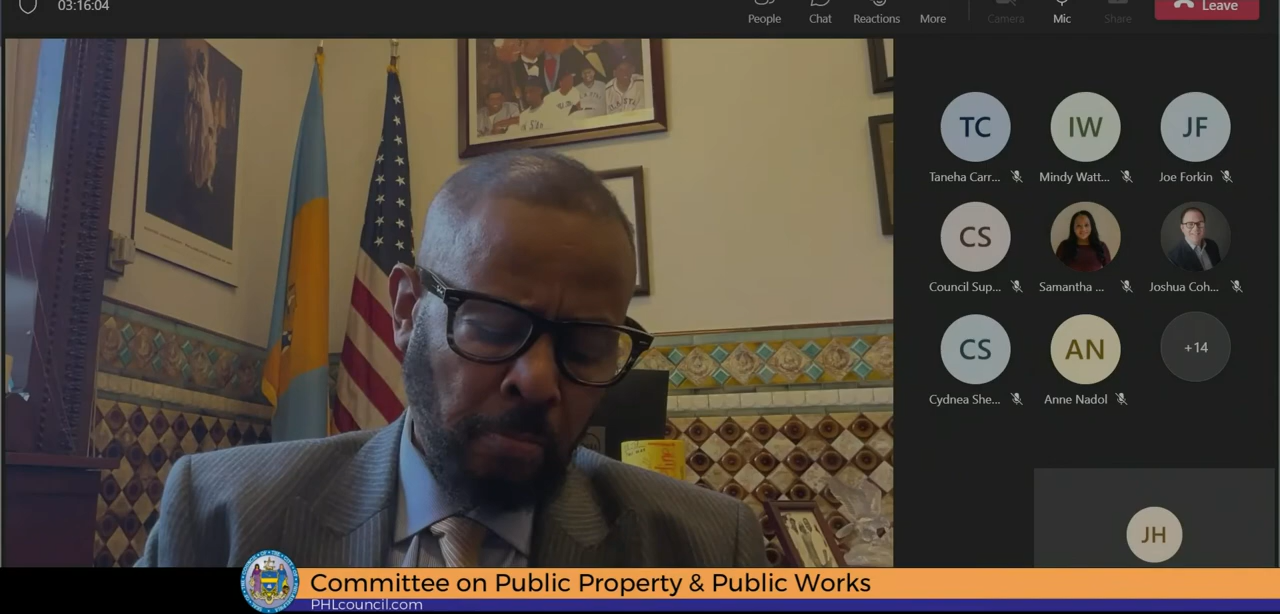 03:16:04
People
Chat
Reactions
More
Camera
Mic
Share
Leave
TC
IW
JF
Taneha Carr...
Mindy Watt...
Joe Forkin
CS
Council Sup...
Samantha ...
Joshua Coh...
CS
AN
+14
Cydnea She...
Anne Nadol
JH
Committee on Public Property & Public Works
PHLcouncil.com